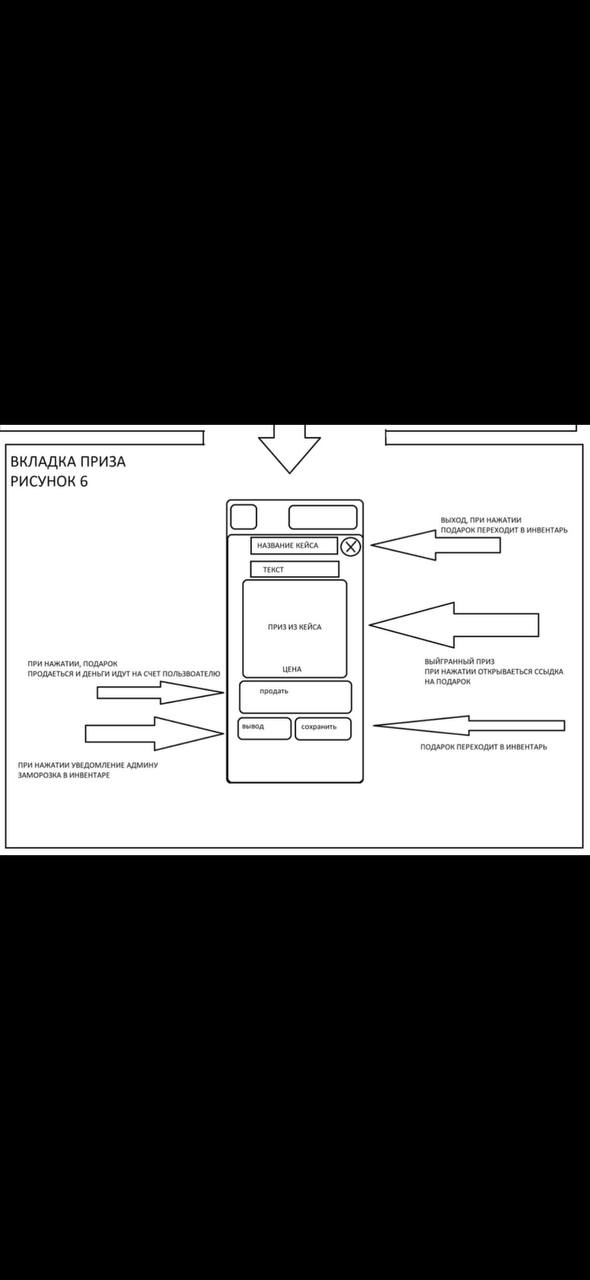 ВКЛАДКА ПРИЗА
РИСУНОК 6
ВЫХОД, ПРИ НАЖАТИИ
ПОДАРОК ПЕРЕХОДИТ В ИНВЕНТАРЬ
НАЗВАНИЕ КЕЙСА
ТЕКСТ
ПРИЗ ИЗ КЕЙСА
ЦЕНА
ВЫЙГРАННЫЙ ПРИЗ
ПРИ НАЖАТИИ ОТКРЫВАЕТЬСЯ ССЫДКА
НА ПОДАРОК
ПРИ НАЖАТИИ, ПОДАРОК
ПРОДАЕТЬСЯ И ДЕНЬГИ ИДУТ НА СЧЕТ ПОЛЬЗВОАТЕЛЮ
продать
вывод
сохранить
ПОДАРОК ПЕРЕХОДИТ В ИНВЕНТАРЬ
ПРИ НАЖАТИИ УВЕДОМЛЕНИЕ АДМИНУ
ЗАМОРОЗКА В ИНВЕНТАРЕ